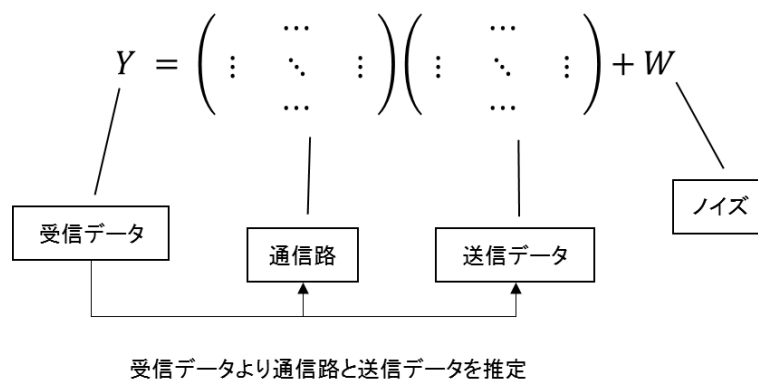 Y = ( ⋯ ⋮ ⋱ ⋮ ⋯ ) ( ⋯ ⋮ ⋱ ⋮ ⋯ ) + W
受信データ
通信路
送信データ
ノイズ
受信データより通信路と送信データを推定